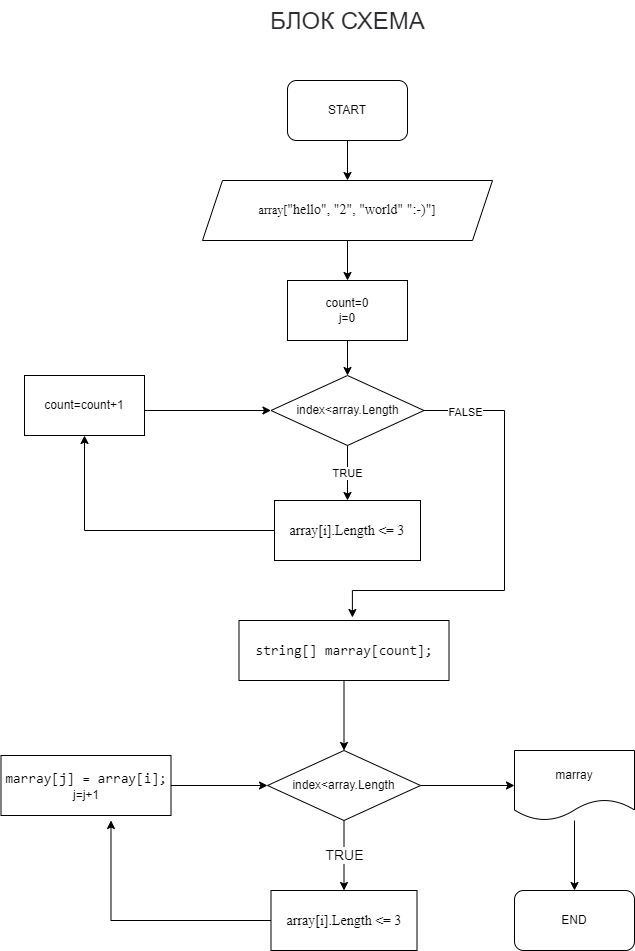 БЛОК СХЕМА
START
array["hello", "2", "world" ":-)"]
count=0
j=0
count=count+1
index<array.Length
FALSE
TRUE
array[i].Length <= 3
string[] marray[count];
marray[j] = array[i];
j=j+1
index<array.Length
marray
TRUE
array[i].Length <= 3
END